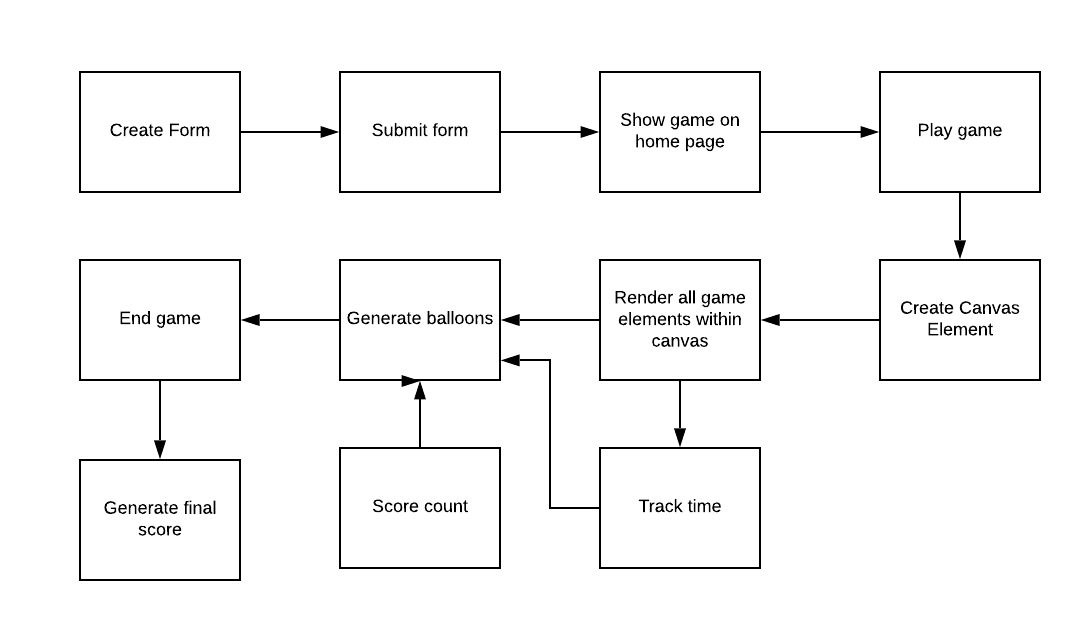 Create Form
Submit form
Show game on
home page
Play game
End game
Generate balloons
Render all game
elements within
canvas
Create Canvas
Element
Generate final
score
Score count
Track time